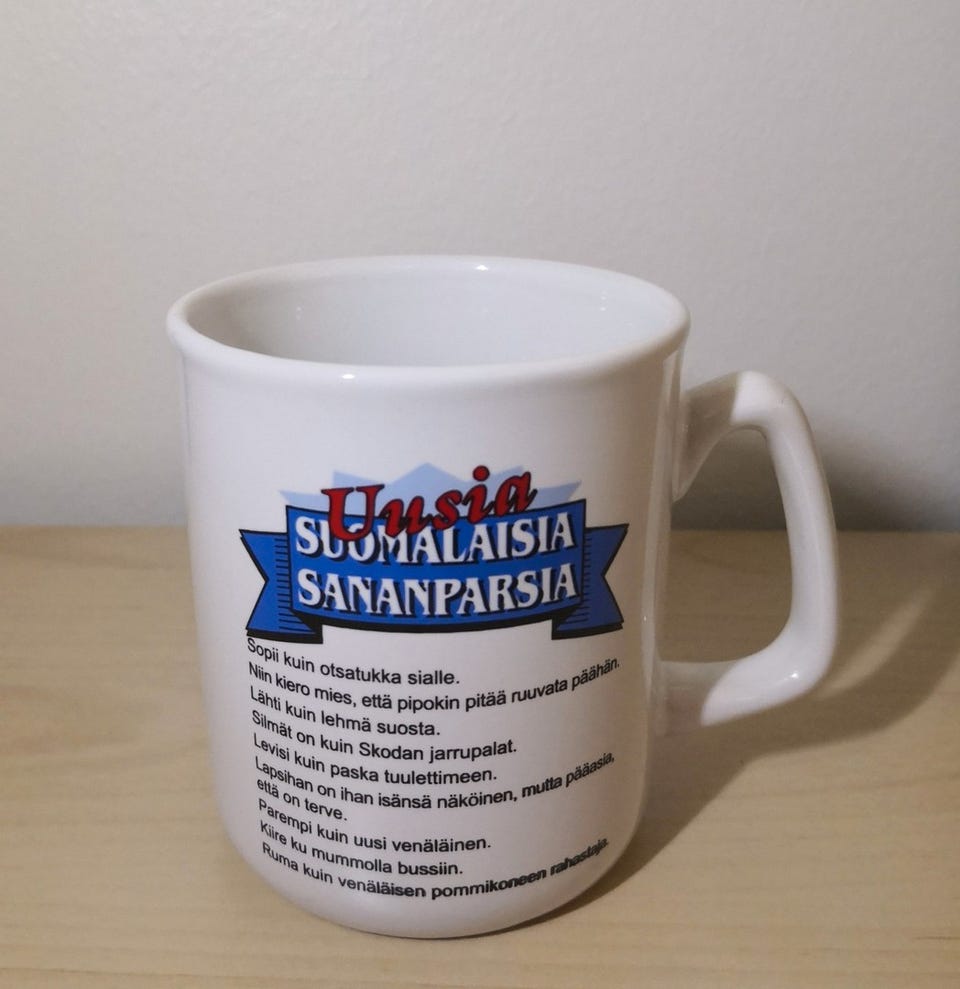 Uusia
SUOMALAISIA
SANANPARSIA
Sopii kuin otsatukka sialle.
Niin kiero mies, että pipokin pitää ruuvata päähän.
Lähti kuin lehmä suosta.
Silmät on kuin Skodan jarrupalat.
Levisi kuin paska tuulettimeen.
Lapsihan on ihan isänsä näköinen, mutta pääasia,
että on terve.
Parempi kuin uusi venäläinen.
Kiire ku mummolla bussiin.
Ruma kuin venäläisen pommikoneen rahastaja.